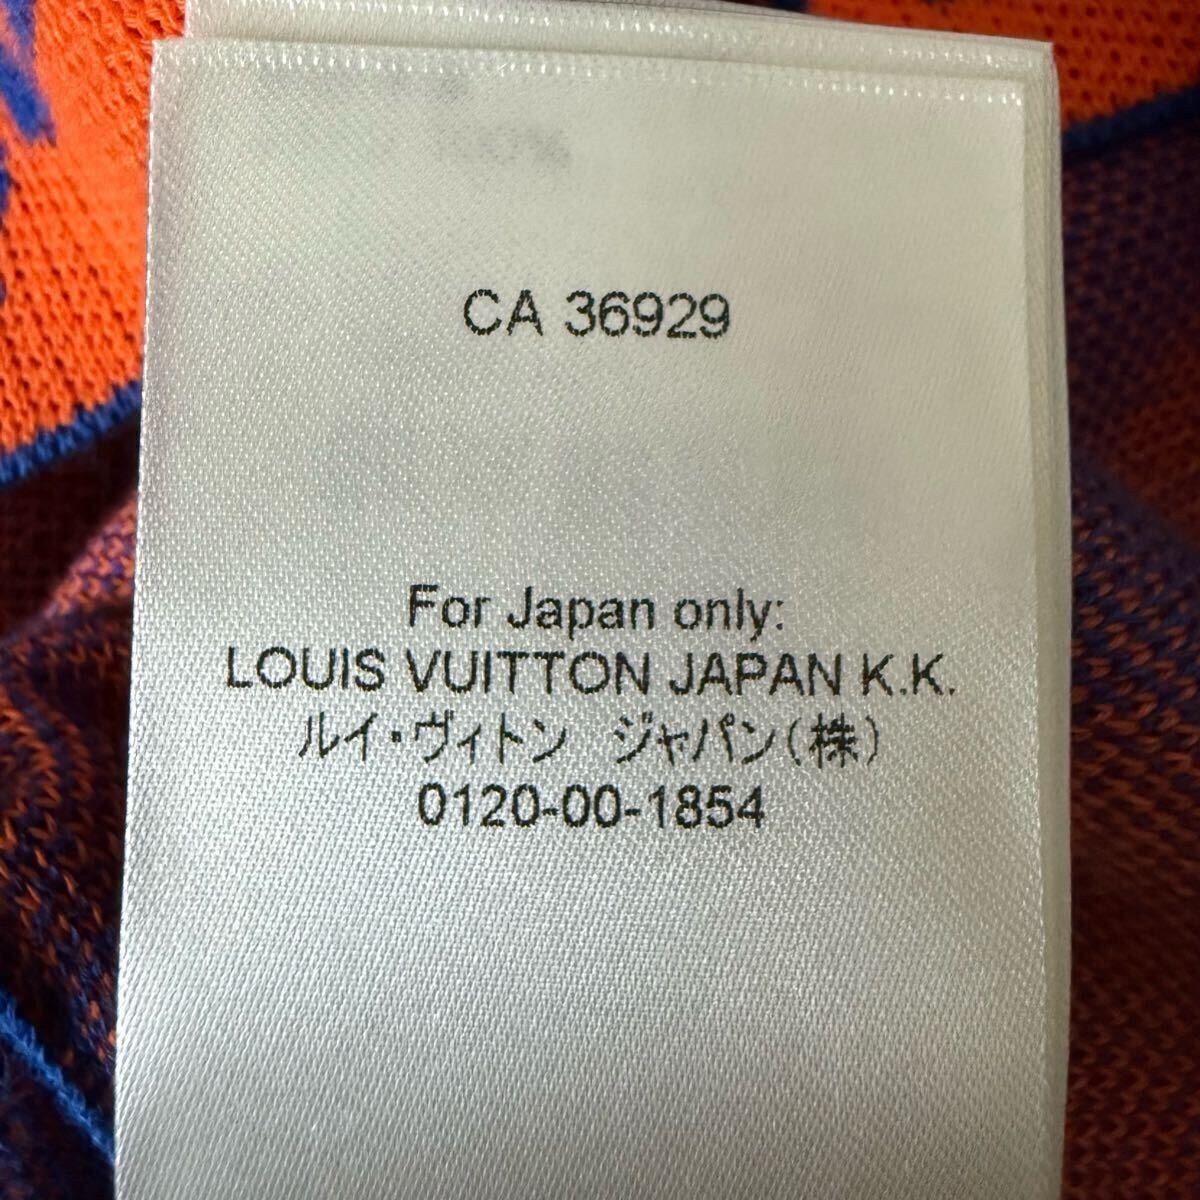 CA 36929
For Japan only:
LOUIS VUITTON JAPAN K.K.
ルイ・ヴィトン　ジャパン（株）
0120-00-1854